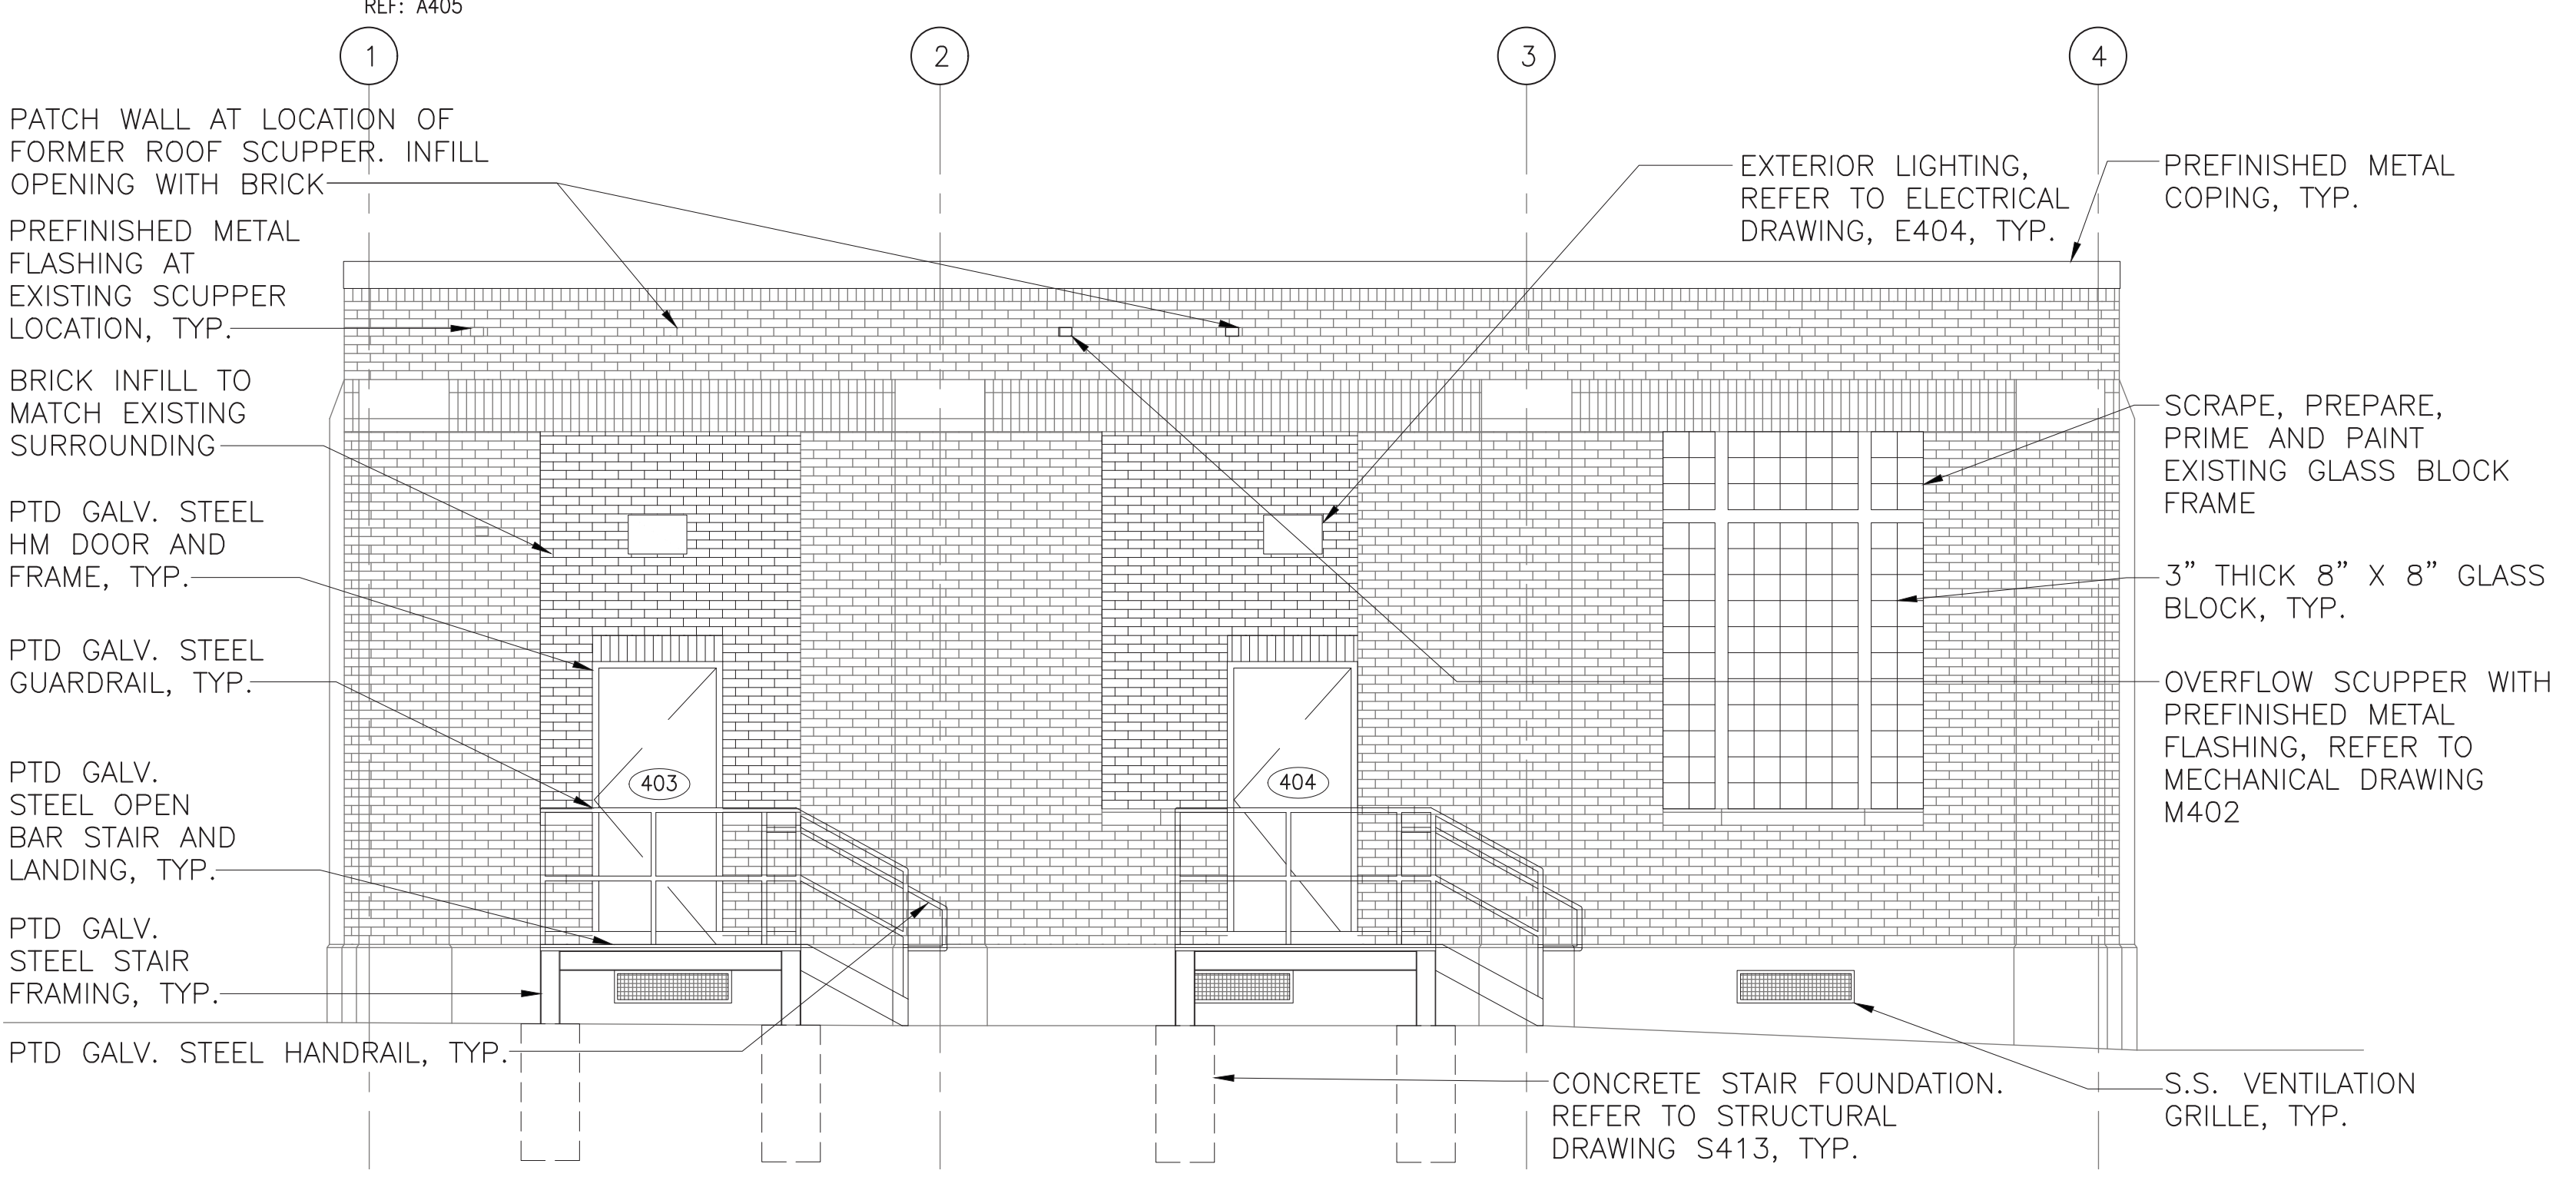 REF: A405
1
2
3
4
PATCH WALL AT LOCATION OF
FORMER ROOF SCUPPER. INFILL
OPENING WITH BRICK
PREFINISHED METAL
FLASHING AT
EXISTING SCUPPER
LOCATION, TYP.
BRICK INFILL TO
MATCH EXISTING
SURROUNDING
PTD GALV. STEEL
HM DOOR AND
FRAME, TYP.
PTD GALV. STEEL
GUARDRAIL, TYP.
PTD GALV.
STEEL OPEN
BAR STAIR AND
LANDING, TYP.
PTD GALV.
STEEL STAIR
FRAMING, TYP.
PTD GALV. STEEL HANDRAIL, TYP.
403
404
EXTERIOR LIGHTING,
REFER TO ELECTRICAL
DRAWING, E404, TYP.
PREFINISHED METAL
COPING, TYP.
SCRAPE, PREPARE,
PRIME AND PAINT
EXISTING GLASS BLOCK
FRAME
3” THICK 8” X 8” GLASS
BLOCK, TYP.
OVERFLOW SCUPPER WITH
PREFINISHED METAL
FLASHING, REFER TO
MECHANICAL DRAWING
M402
CONCRETE STAIR FOUNDATION.
REFER TO STRUCTURAL
DRAWING S413, TYP.
S.S. VENTILATION
GRILLE, TYP.